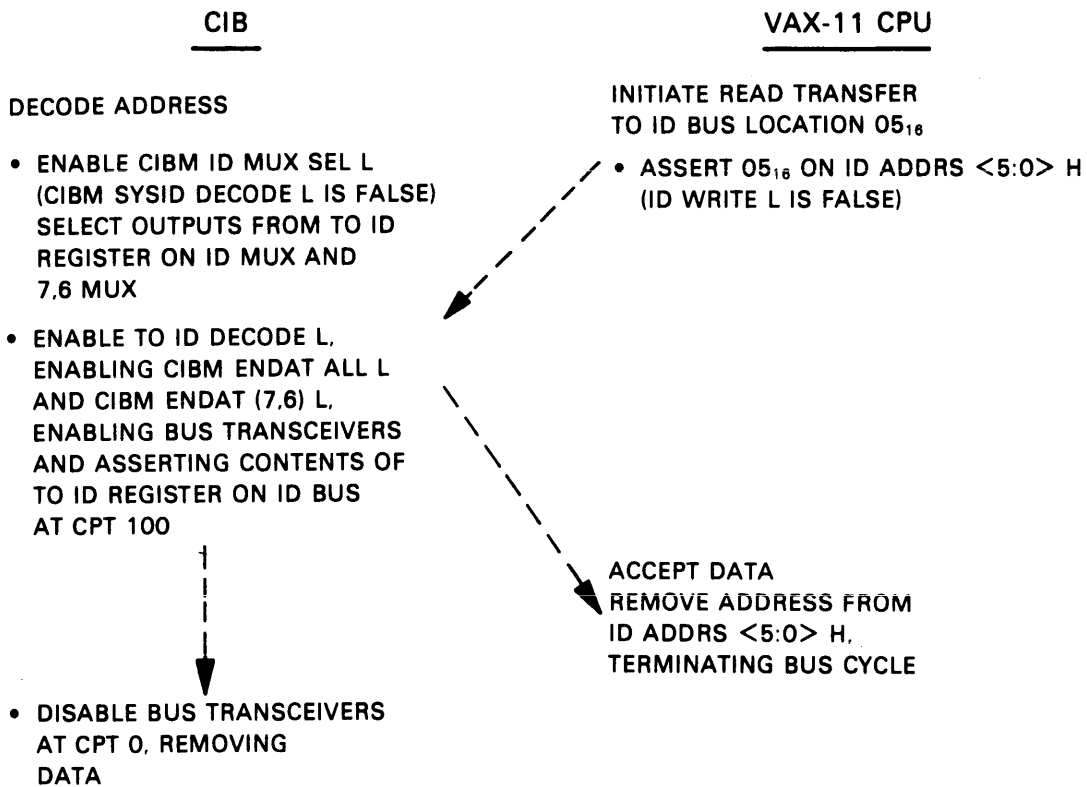 CIB
DECODE ADDRESS
• ENABLE CIBM ID MUX SEL L
(CIBM SYSID DECODE L IS FALSE)
SELECT OUTPUTS FROM TO ID
REGISTER ON ID MUX AND
7,6 MUX
• ENABLE TO ID DECODE L,
ENABLING CIBM ENDAT ALL L
AND CIBM ENDAT (7,6) L,
ENABLING BUS TRANSCEIVERS
AND ASSERTING CONTENTS OF
TO ID REGISTER ON ID BUS
AT CPT 100
• DISABLE BUS TRANSCEIVERS
AT CPT 0, REMOVING
DATA
VAX-11 CPU
INITIATE READ TRANSFER
TO ID BUS LOCATION 05₁₆
• ASSERT 05₁₆ ON ID ADDRS <5:0> H
(ID WRITE L IS FALSE)
ACCEPT DATA
REMOVE ADDRESS FROM
ID ADDRS <5:0> H,
TERMINATING BUS CYCLE